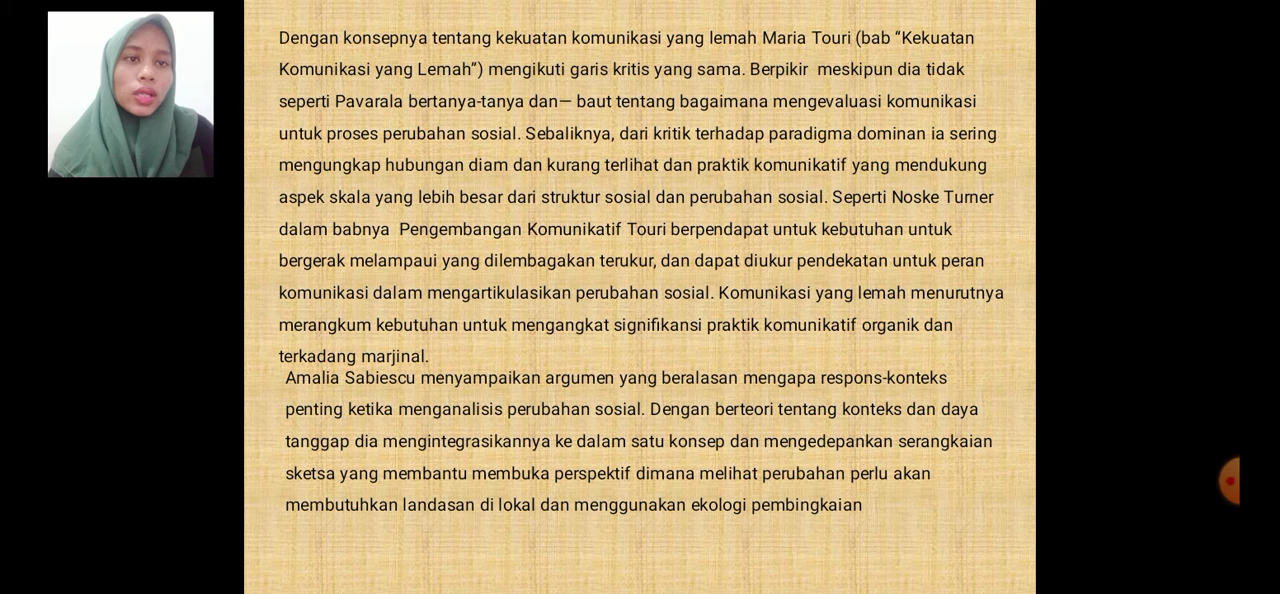 Dengan konsepnya tentang kekuatan komunikasi yang lemah Maria Touri (bab “Kekuatan
Komunikasi yang Lemah”) mengikuti garis kritis yang sama. Berpikir  meskipun dia tidak
seperti Pavarala bertanya-tanya dan— baut tentang bagaimana mengevaluasi komunikasi
untuk proses perubahan sosial. Sebaliknya, dari kritik terhadap paradigma dominan ia sering
mengungkap hubungan diam dan kurang terlihat dan praktik komunikatif yang mendukung
aspek skala yang lebih besar dari struktur sosial dan perubahan sosial. Seperti Noske Turner
dalam babnya  Pengembangan Komunikatif Touri berpendapat untuk kebutuhan untuk
bergerak melampaui yang dilembagakan terukur, dan dapat diukur pendekatan untuk peran
komunikasi dalam mengartikulasikan perubahan sosial. Komunikasi yang lemah menurutnya
merangkum kebutuhan untuk mengangkat signifikansi praktik komunikatif organik dan
terkadang marjinal.
Amalia Sabiescu menyampaikan argumen yang beralasan mengapa respons-konteks
penting ketika menganalisis perubahan sosial. Dengan berteori tentang konteks dan daya
tanggap dia mengintegrasikannya ke dalam satu konsep dan mengedepankan serangkaian
sketsa yang membantu membuka perspektif dimana melihat perubahan perlu akan
membutuhkan landasan di lokal dan menggunakan ekologi pembingkaian